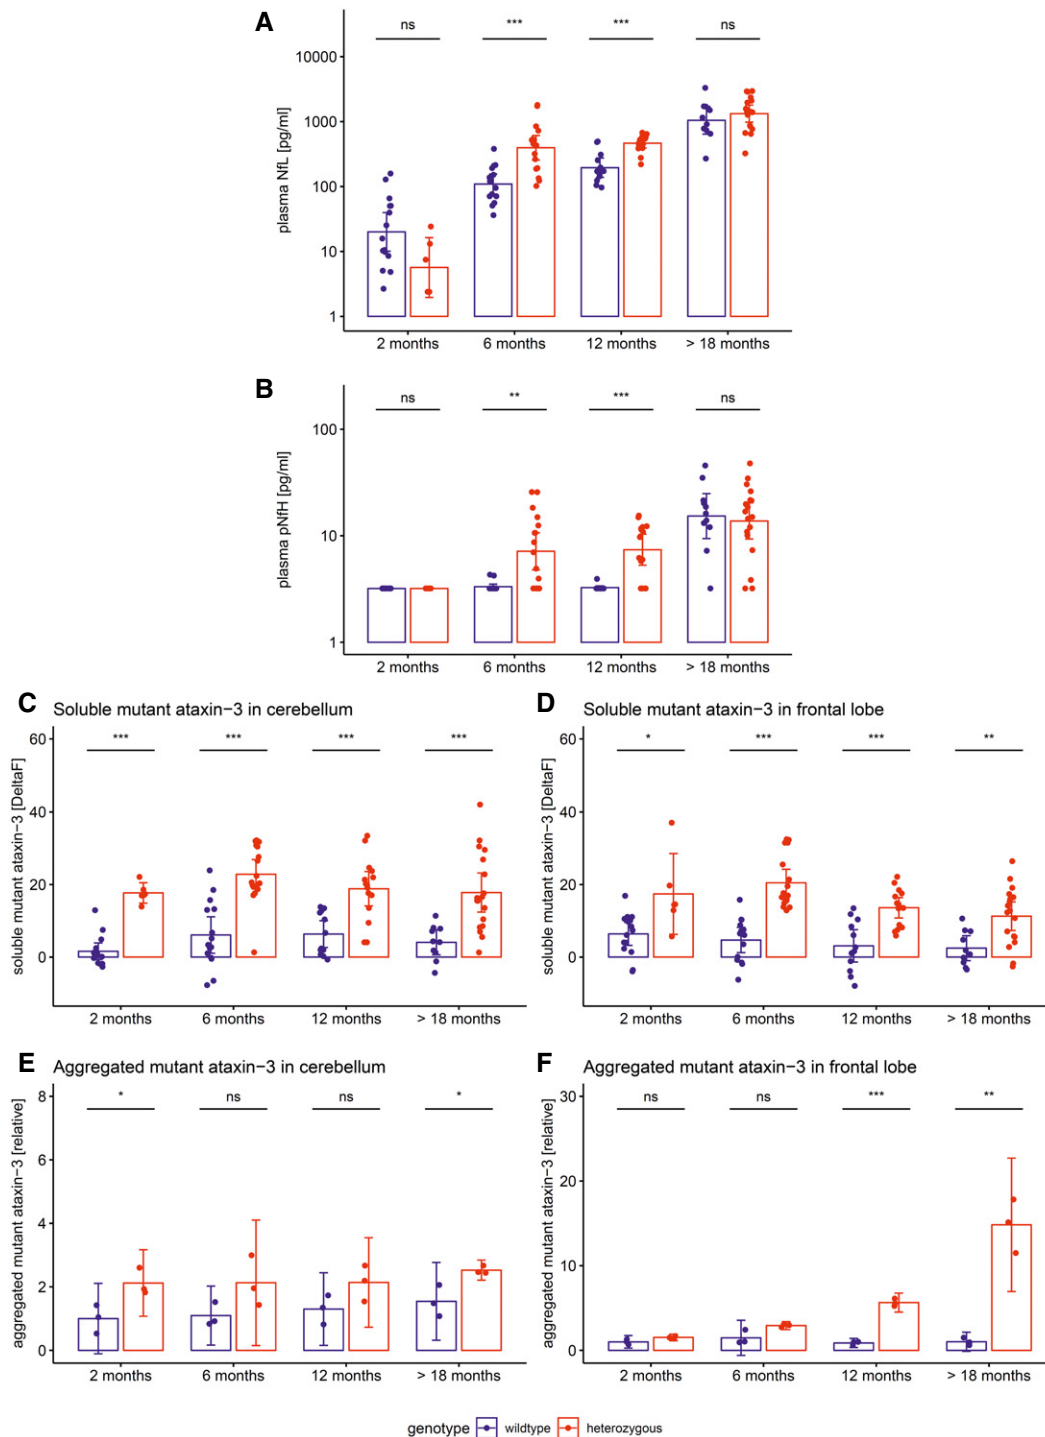 A
ns *** *** ns
plasma NfL [pg/ml]
10000
1000
100
10
1
2 months 6 months 12 months > 18 months
B
ns ** *** ns
plasma pNfH [pg/ml]
100
10
1
2 months 6 months 12 months > 18 months
C Soluble mutant ataxin−3 in cerebellum
*** *** *** ***
soluble mutant ataxin−3 [DeltaF]
60
40
20
0
2 months 6 months 12 months > 18 months
D Soluble mutant ataxin−3 in frontal lobe
* *** *** **
soluble mutant ataxin−3 [DeltaF]
60
40
20
0
2 months 6 months 12 months > 18 months
E Aggregated mutant ataxin−3 in cerebellum
* ns ns *
aggregated mutant ataxin−3 [relative]
8
6
4
2
0
2 months 6 months 12 months > 18 months
F Aggregated mutant ataxin−3 in frontal lobe
ns ns *** **
aggregated mutant ataxin−3 [relative]
30
20
10
0
2 months 6 months 12 months > 18 months
genotype wildtype heterozygous